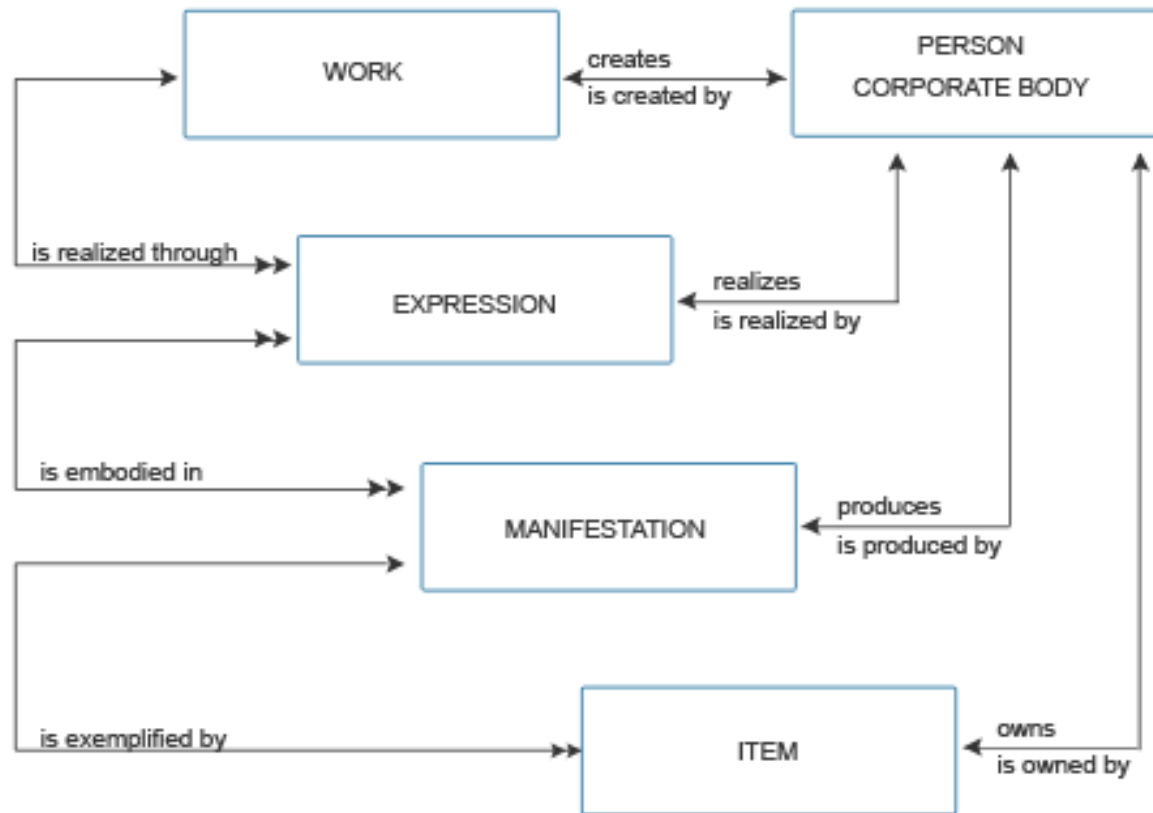 WORK
creates
is created by
PERSON
CORPORATE BODY
is realized through
EXPRESSION
realizes
is realized by
is embodied in
MANIFESTATION
produces
is produced by
is exemplified by
ITEM
owns
is owned by